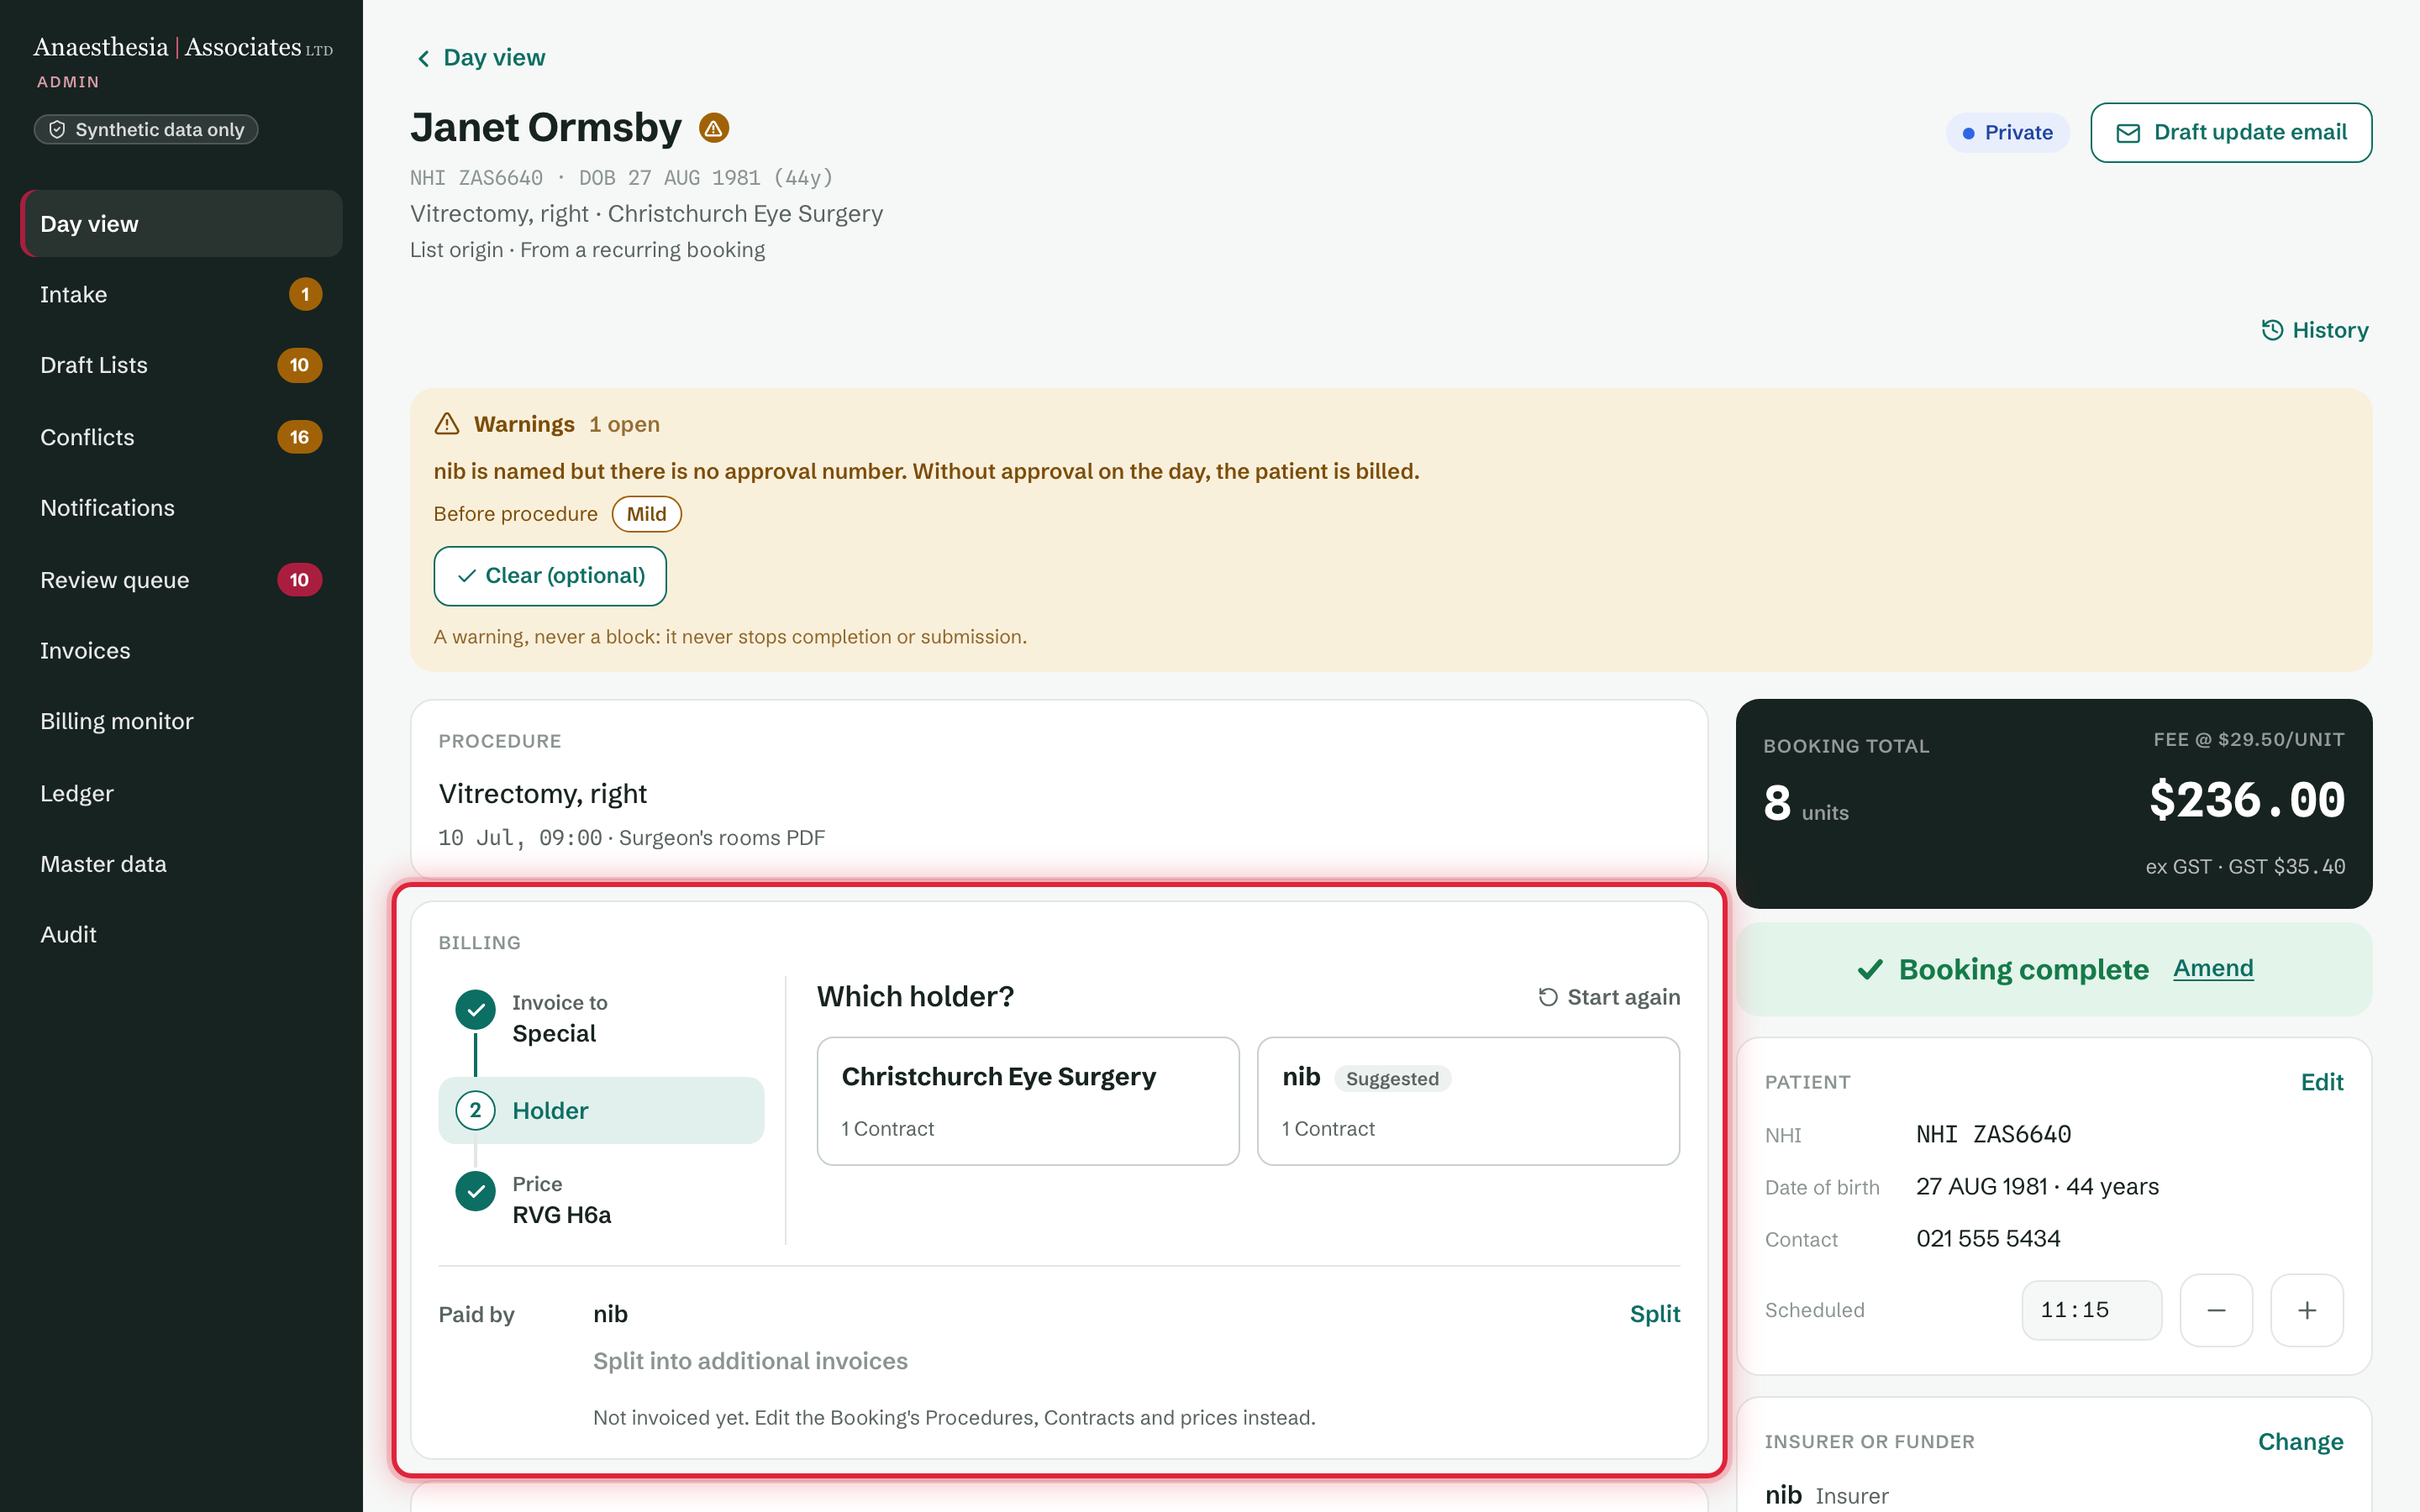 Anaesthesia | Associates LTD
ADMIN
Synthetic data only
Day view
Intake 1
Draft Lists 10
Conflicts 16
Notifications
Review queue 10
Invoices
Billing monitor
Ledger
Master data
Audit
Day view
Janet Ormsby
NHI ZAS6640 · DOB 27 AUG 1981 (44y)
Vitrectomy, right · Christchurch Eye Surgery
List origin · From a recurring booking
Private
Draft update email
History
Warnings 1 open
nib is named but there is no approval number. Without approval on the day, the patient is billed.
Before procedure Mild
Clear (optional)
A warning, never a block: it never stops completion or submission.
PROCEDURE
Vitrectomy, right
10 Jul, 09:00 · Surgeon's rooms PDF
BILLING
Invoice to
Special
2 Holder
Price
RVG H6a
Which holder?
Start again
Christchurch Eye Surgery
1 Contract
nib Suggested
1 Contract
Paid by nib Split
Split into additional invoices
Not invoiced yet. Edit the Booking's Procedures, Contracts and prices instead.
BOOKING TOTAL FEE @ $29.50/UNIT
8 units $236.00
ex GST · GST $35.40
Booking complete Amend
PATIENT Edit
NHI NHI ZAS6640
Date of birth 27 AUG 1981 · 44 years
Contact 021 555 5434
Scheduled 11:15 − +
INSURER OR FUNDER Change
nib Insurer